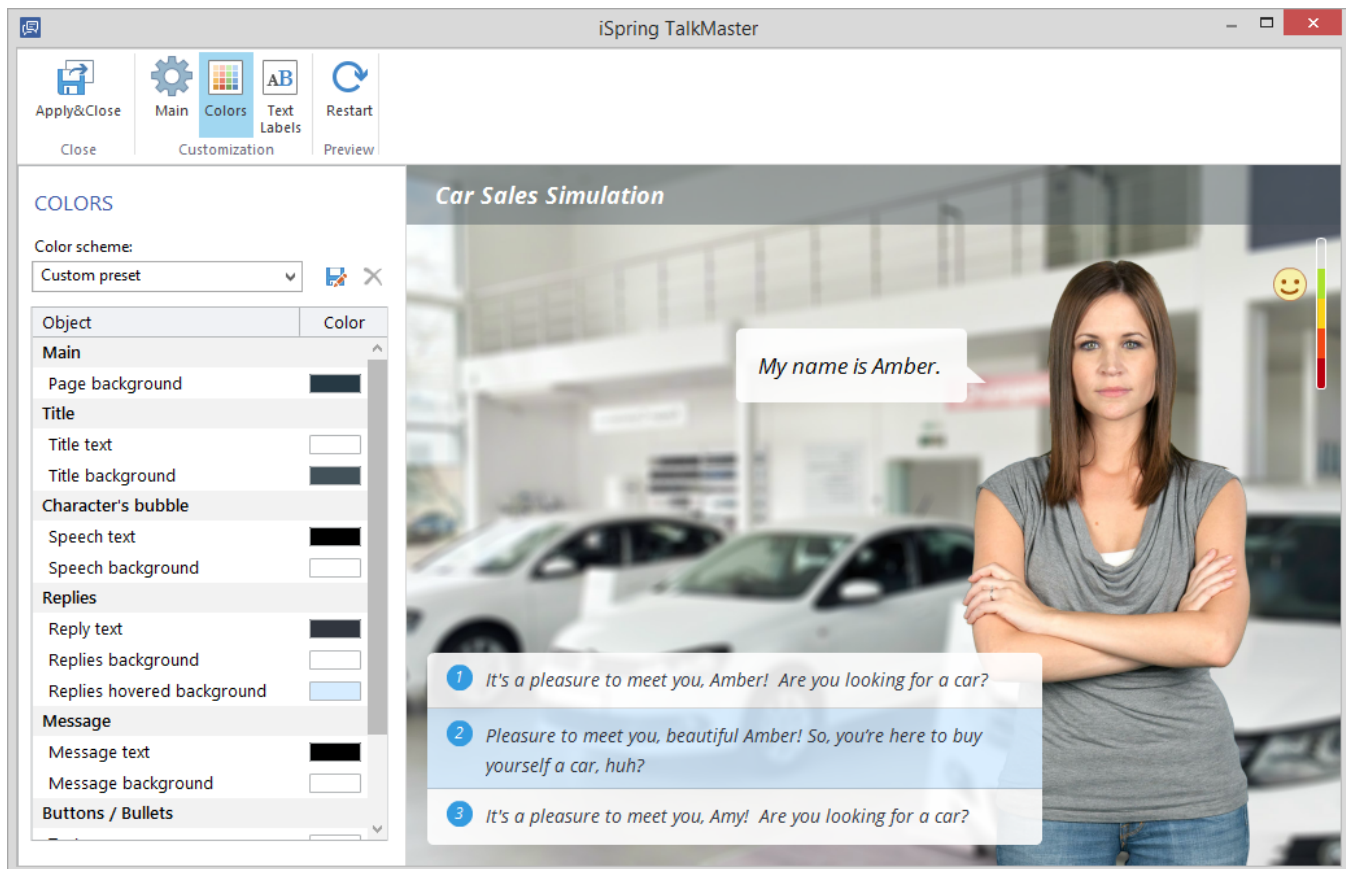 iSpring TalkMaster
Apply&Close
Main
Colors
AB
Text
Labels
Restart
Close
Customization
Preview
COLORS
Color scheme:
Custom preset
Object
Color
Main
Page background
Title
Title text
Title background
Character's bubble
Speech text
Speech background
Replies
Reply text
Replies background
Replies hovered background
Message
Message text
Message background
Buttons / Bullets
Car Sales Simulation
My name is Amber.
1 It's a pleasure to meet you, Amber! Are you looking for a car?
2 Pleasure to meet you, beautiful Amber! So, you're here to buy
yourself a car, huh?
3 It's a pleasure to meet you, Amy! Are you looking for a car?